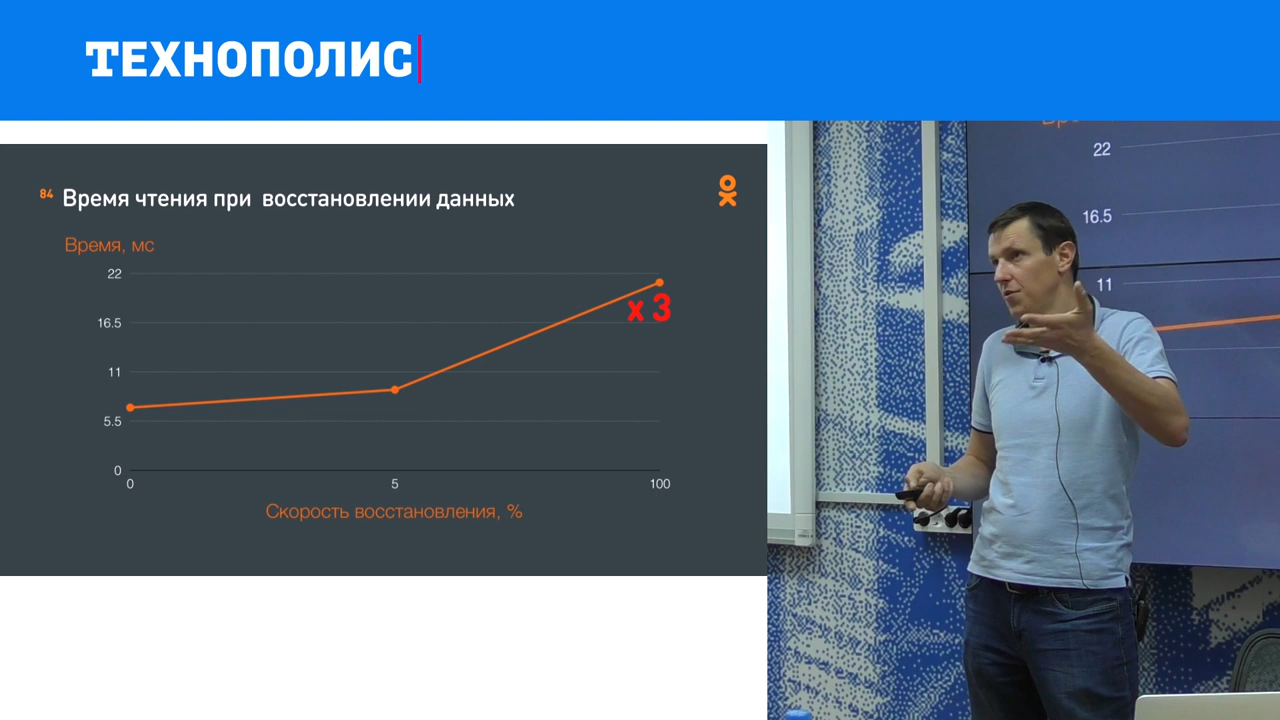 ТЕХНОПОЛИС
84 Время чтения при восстановлении данных
Время, мс
22
16.5
11
5.5
0
0 5 100
x 3
Скорость восстановления, %
22
16.5
11